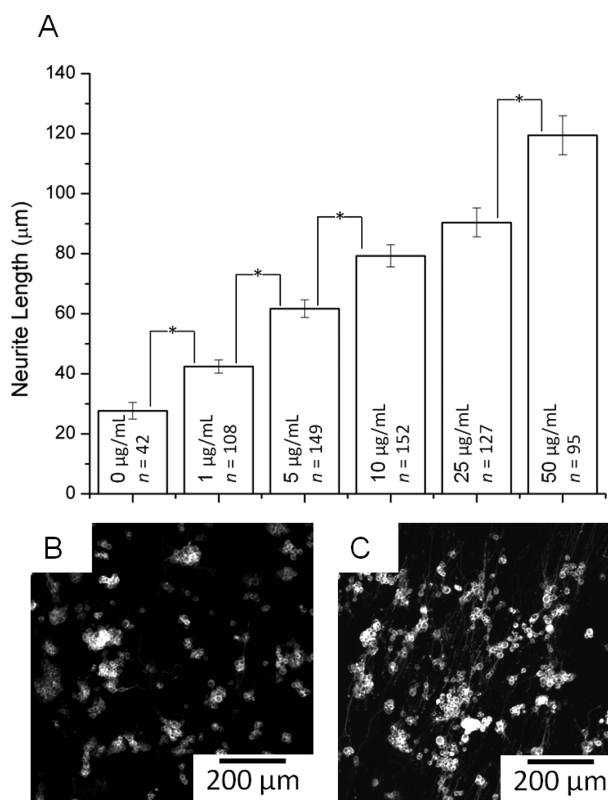 A
140
120
100
80
60
40
20
0
Neurite Length (µm)
*
*
*
*
0 µg/mL
n = 42
1 µg/mL
n = 108
5 µg/mL
n = 149
10 µg/mL
n = 152
25 µg/mL
n = 127
50 µg/mL
n = 95
B
200 µm
C
200 µm